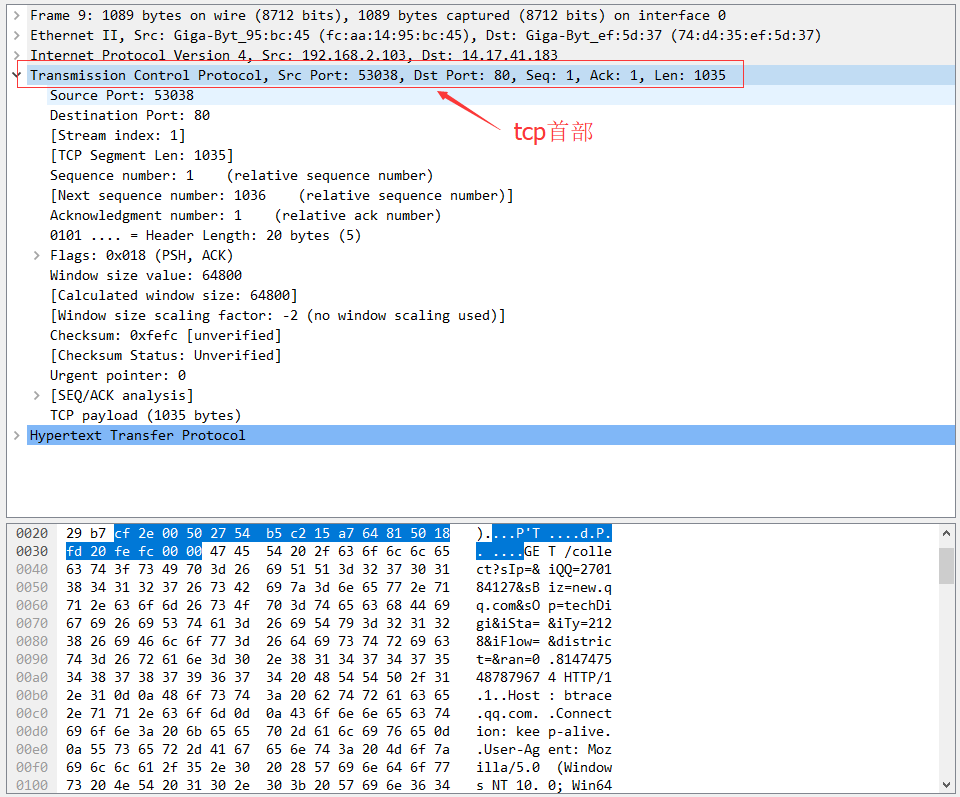 Frame 9: 1089 bytes on wire (8712 bits), 1089 bytes captured (8712 bits) on interface 0
Ethernet II, Src: Giga-Byt_95:bc:45 (fc:aa:14:95:bc:45), Dst: Giga-Byt_ef:5d:37 (74:d4:35:ef:5d:37)
Internet Protocol Version 4, Src: 192.168.2.103, Dst: 14.17.41.183
Transmission Control Protocol, Src Port: 53038, Dst Port: 80, Seq: 1, Ack: 1, Len: 1035
Source Port: 53038
Destination Port: 80
tcp首部
[Stream index: 1]
[TCP Segment Len: 1035]
Sequence number: 1    (relative sequence number)
[Next sequence number: 1036    (relative sequence number)]
Acknowledgment number: 1    (relative ack number)
0101 .... = Header Length: 20 bytes (5)
Flags: 0x018 (PSH, ACK)
Window size value: 64800
[Calculated window size: 64800]
[Window size scaling factor: -2 (no window scaling used)]
Checksum: 0xfefc [unverified]
[Checksum Status: Unverified]
Urgent pointer: 0
[SEQ/ACK analysis]
TCP payload (1035 bytes)
Hypertext Transfer Protocol
0020  29 b7 cf 2e 00 50 27 54  b5 c2 15 a7 64 81 50 18  )....P'T ....d.P.
0030  fd 20 fe fc 00 00 47 45  54 20 2f 63 6f 6c 6c 65  . ....GE T /colle
0040  63 74 3f 73 49 70 3d 26  69 51 51 3d 32 37 30 31  ct?sIp=& iQQ=2701
0050  38 34 31 32 37 26 73 42  69 7a 3d 6e 65 77 2e 71  84127&sB iz=new.q
0060  71 2e 63 6f 6d 26 73 4f  70 3d 74 65 63 68 44 69  q.com&sO p=techDi
0070  67 69 26 69 53 74 61 3d  26 69 54 79 3d 32 31 32  gi&iSta= &iTy=212
0080  38 26 69 46 6c 6f 77 3d  26 64 69 73 74 72 69 63  8&iFlow= &distric
0090  74 3d 26 72 61 6e 3d 30  2e 38 31 34 37 34 37 35  t=&ran=0 .8147475
00a0  34 38 37 38 37 39 36 37  34 20 48 54 54 50 2f 31  48787967 4 HTTP/1
00b0  2e 31 0d 0a 48 6f 73 74  3a 20 62 74 72 61 63 65  .1..Host : btrace
00c0  2e 71 71 2e 63 6f 6d 0d  0a 43 6f 6e 6e 65 63 74  .qq.com. .Connect
00d0  69 6f 6e 3a 20 6b 65 65  70 2d 61 6c 69 76 65 0d  ion: kee p-alive.
00e0  0a 55 73 65 72 2d 41 67  65 6e 74 3a 20 4d 6f 7a  .User-Ag ent: Moz
00f0  69 6c 6c 61 2f 35 2e 30  20 28 57 69 6e 64 6f 77  illa/5.0  (Window
0100  73 20 4e 54 20 31 30 2e  30 3b 20 57 69 6e 36 34  s NT 10. 0; Win64